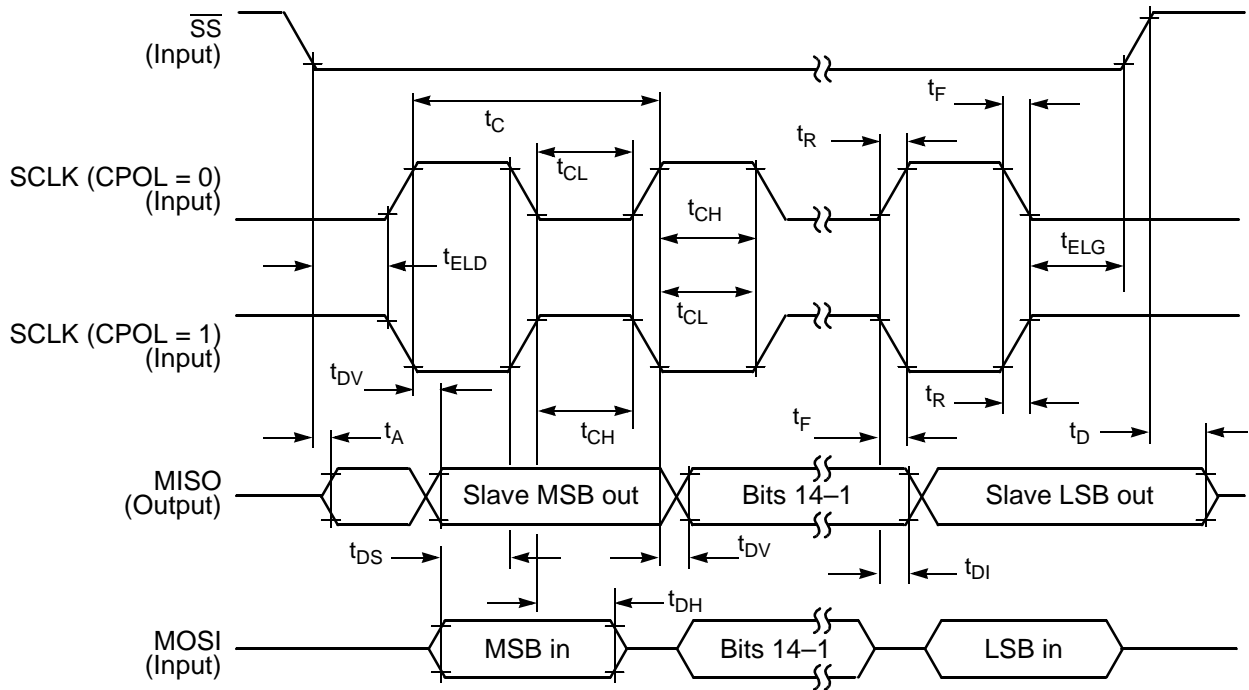 SS
(Input)
tF
tC
tR
SCLK (CPOL = 0)
(Input)
tCL
tCH
tELD
tELG
tCL
SCLK (CPOL = 1)
(Input)
tDV
tR
tA
tCH
tF
tD
MISO
(Output)
Slave MSB out
Bits 14–1
Slave LSB out
tDS
tDV
tDI
tDH
MOSI
(Input)
MSB in
Bits 14–1
LSB in